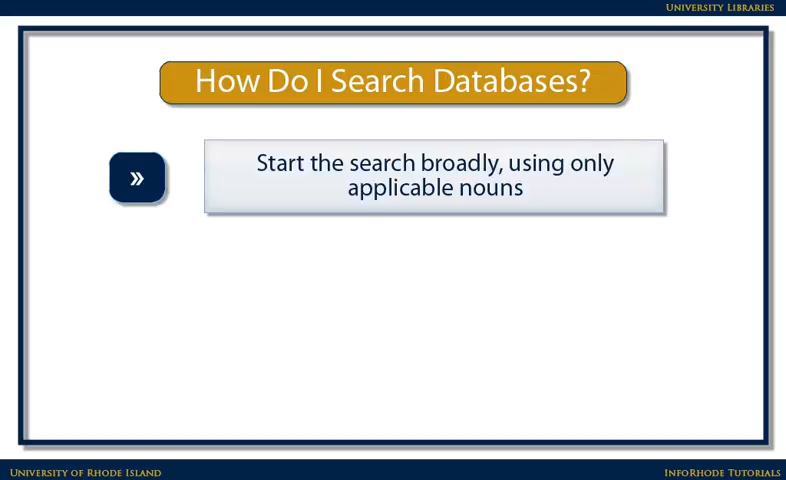 University Libraries
How Do I Search Databases?
»
Start the search broadly, using only
applicable nouns
University of Rhode Island
InfoRhode Tutorials